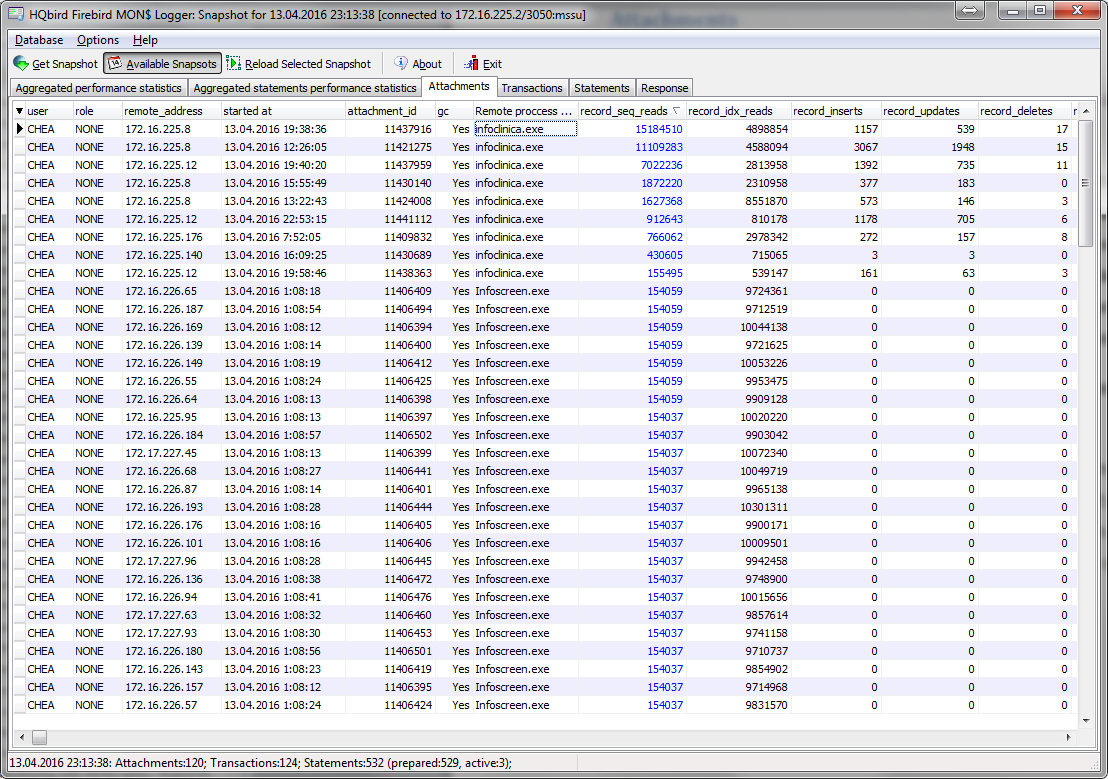 HQbird Firebird MON$ Logger: Snapshot for 13.04.2016 23:13:38 [connected to 172.16.225.2/3050:mssu]
Database Options Help
Get Snapshot Available Snapsots Reload Selected Snapshot About Exit
Aggregated performance statistics Aggregated statements performance statistics Attachments Transactions Statements Response
user role remote_address started at attachment_id gc Remote proccess ... record_seq_reads record_idx_reads record_inserts record_updates record_deletes r
CHEA NONE 172.16.225.8 13.04.2016 19:38:36 11437916 Yes infoclinica.exe 15184510 4898854 1157 539 17
CHEA NONE 172.16.225.8 13.04.2016 12:26:05 11421275 Yes infoclinica.exe 11109283 4588094 3067 1948 15
CHEA NONE 172.16.225.12 13.04.2016 19:40:20 11437959 Yes infoclinica.exe 7022236 2813958 1392 735 11
CHEA NONE 172.16.225.8 13.04.2016 15:55:49 11430140 Yes infoclinica.exe 1872220 2310958 377 183 0
CHEA NONE 172.16.225.8 13.04.2016 13:22:43 11424008 Yes infoclinica.exe 1627368 8551870 573 146 3
CHEA NONE 172.16.225.12 13.04.2016 22:53:15 11441112 Yes infoclinica.exe 912643 810178 1178 705 6
CHEA NONE 172.16.225.176 13.04.2016 7:52:05 11409832 Yes infoclinica.exe 766062 2978342 272 157 8
CHEA NONE 172.16.225.140 13.04.2016 16:09:25 11430689 Yes infoclinica.exe 430605 715065 3 3 0
CHEA NONE 172.16.225.12 13.04.2016 19:58:46 11438363 Yes infoclinica.exe 155495 539147 161 63 3
CHEA NONE 172.16.226.65 13.04.2016 1:08:18 11406409 Yes Infoscreen.exe 154059 9724361 0 0 0
CHEA NONE 172.16.226.187 13.04.2016 1:08:54 11406494 Yes Infoscreen.exe 154059 9712519 0 0 0
CHEA NONE 172.16.226.169 13.04.2016 1:08:12 11406394 Yes Infoscreen.exe 154059 10044138 0 0 0
CHEA NONE 172.16.226.139 13.04.2016 1:08:14 11406400 Yes Infoscreen.exe 154059 9721625 0 0 0
CHEA NONE 172.16.226.149 13.04.2016 1:08:19 11406412 Yes Infoscreen.exe 154059 10053226 0 0 0
CHEA NONE 172.16.226.55 13.04.2016 1:08:24 11406425 Yes Infoscreen.exe 154059 9953475 0 0 0
CHEA NONE 172.16.226.64 13.04.2016 1:08:13 11406398 Yes Infoscreen.exe 154059 9909128 0 0 0
CHEA NONE 172.16.225.95 13.04.2016 1:08:13 11406397 Yes Infoscreen.exe 154037 10020220 0 0 0
CHEA NONE 172.16.226.184 13.04.2016 1:08:57 11406502 Yes Infoscreen.exe 154037 9903042 0 0 0
CHEA NONE 172.17.227.45 13.04.2016 1:08:13 11406399 Yes Infoscreen.exe 154037 10072340 0 0 0
CHEA NONE 172.16.226.68 13.04.2016 1:08:27 11406441 Yes Infoscreen.exe 154037 10049719 0 0 0
CHEA NONE 172.16.226.87 13.04.2016 1:08:14 11406401 Yes Infoscreen.exe 154037 9965138 0 0 0
CHEA NONE 172.16.226.193 13.04.2016 1:08:28 11406444 Yes Infoscreen.exe 154037 10301311 0 0 0
CHEA NONE 172.16.226.176 13.04.2016 1:08:16 11406405 Yes Infoscreen.exe 154037 9900171 0 0 0
CHEA NONE 172.16.226.101 13.04.2016 1:08:16 11406406 Yes Infoscreen.exe 154037 10009501 0 0 0
CHEA NONE 172.17.227.96 13.04.2016 1:08:28 11406445 Yes Infoscreen.exe 154037 9942458 0 0 0
CHEA NONE 172.16.226.136 13.04.2016 1:08:38 11406472 Yes Infoscreen.exe 154037 9748900 0 0 0
CHEA NONE 172.16.226.94 13.04.2016 1:08:41 11406476 Yes Infoscreen.exe 154037 10015656 0 0 0
CHEA NONE 172.17.227.63 13.04.2016 1:08:32 11406460 Yes Infoscreen.exe 154037 9857614 0 0 0
CHEA NONE 172.17.227.93 13.04.2016 1:08:30 11406453 Yes Infoscreen.exe 154037 9741158 0 0 0
CHEA NONE 172.16.226.180 13.04.2016 1:08:56 11406501 Yes Infoscreen.exe 154037 9710737 0 0 0
CHEA NONE 172.16.226.143 13.04.2016 1:08:23 11406419 Yes Infoscreen.exe 154037 9854902 0 0 0
CHEA NONE 172.16.226.157 13.04.2016 1:08:12 11406395 Yes Infoscreen.exe 154037 9714968 0 0 0
CHEA NONE 172.16.226.57 13.04.2016 1:08:24 11406424 Yes Infoscreen.exe 154037 9831570 0 0 0
13.04.2016 23:13:38: Attachments:120; Transactions:124; Statements:532 (prepared:529, active:3);